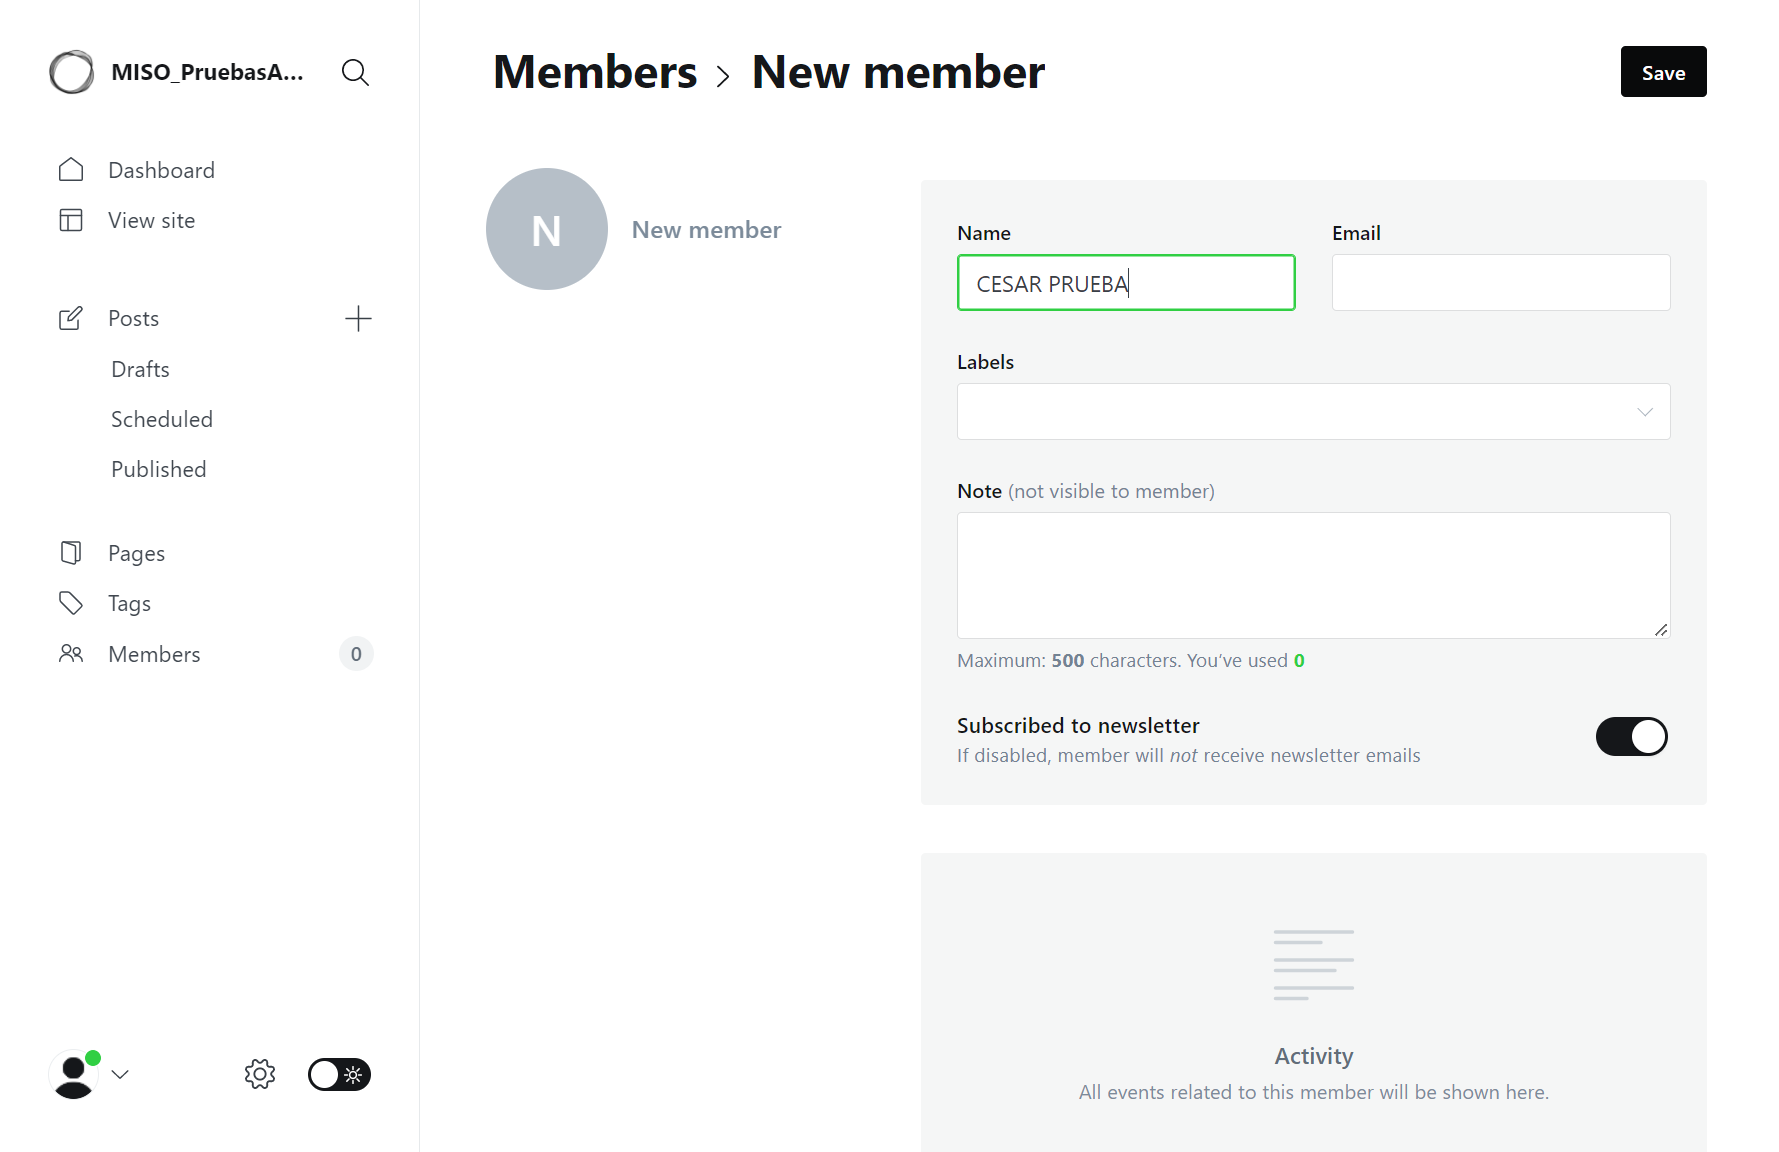 MISO_PruebasA...
Dashboard
View site
Posts
Drafts
Scheduled
Published
Pages
Tags
Members
0
Members > New member
Save
N
New member
Name
Email
CESAR PRUEBA
Labels
Note (not visible to member)
Maximum: 500 characters. You’ve used 0
Subscribed to newsletter
If disabled, member will not receive newsletter emails
Activity
All events related to this member will be shown here.